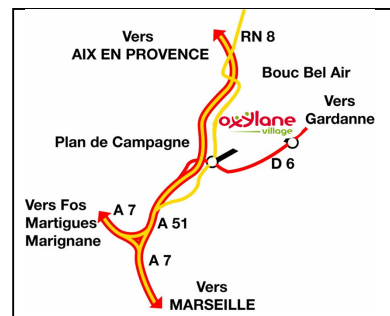 RN 8
Vers
AIX EN PROVENCE
Bouc Bel Air
Vers
Gardanne
oxylane
village
Plan de Campagne
D 6
Vers Fos
Martigues
Marignane
A 7
A 51
A 7
Vers
MARSEILLE